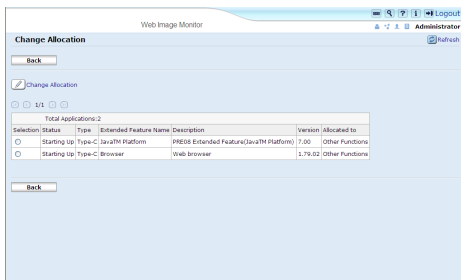 Logout
Web Image Monitor
Administrator
Change Allocation
Refresh
Back
Change Allocation
1/1
Total Applications:2
Selection Status Type Extended Feature Name Description Version Allocated to
Starting Up Type-C JavaTM Platform PRE08 Extended Feature(JavaTM Platform) 7.00 Other Functions
Starting Up Type-C Browser Web browser 1.79.02 Other Functions
Back